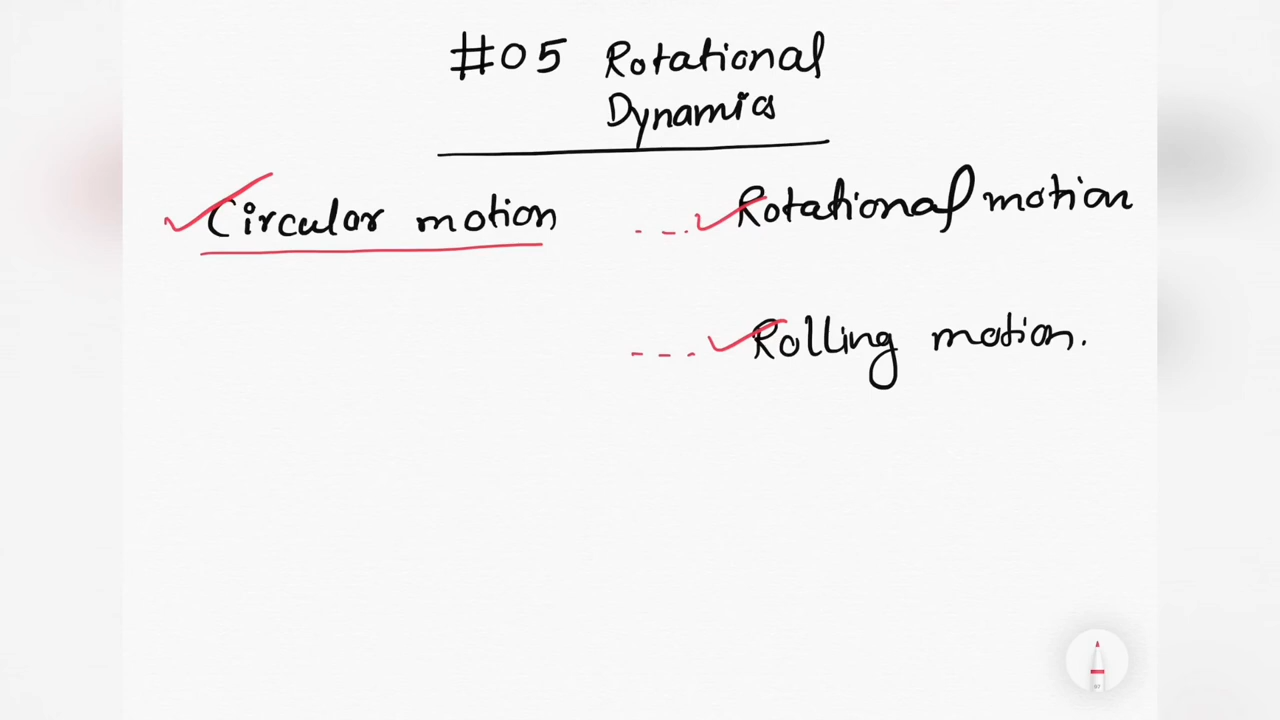 #05 Rotational
Dynamics
Circular motion
Rotational motion
Rolling motion.